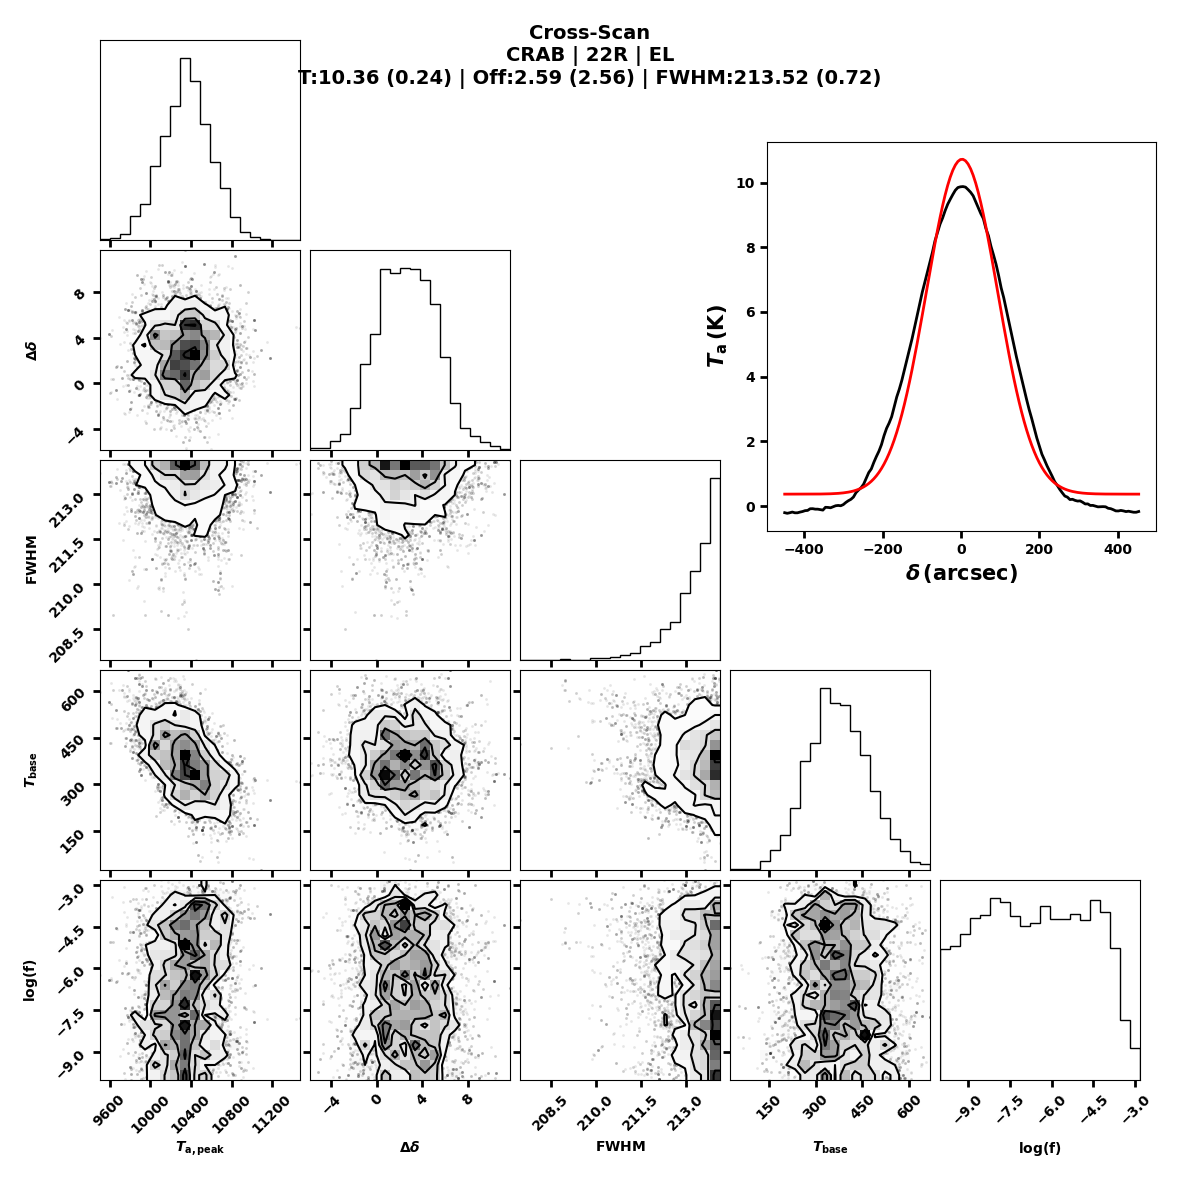 Cross-Scan
CRAB | 22R | EL
T:10.36 (0.24) | Off:2.59 (2.56) | FWHM:213.52 (0.72)
10
8
6
4
2
0
Ta (K)
−400 −200 0 200 400
δ (arcsec)
8
4
0
−4
Δδ
213.0
211.5
210.0
208.5
FWHM
600
450
300
150
Tbase
−3.0
−4.5
−6.0
−7.5
−9.0
log(f)
9600 10000 10400 10800 11200
−4 0 4 8
208.5 210.0 211.5 213.0
150 300 450 600
−9.0 −7.5 −6.0 −4.5 −3.0
Ta,peak
Δδ
FWHM
Tbase
log(f)